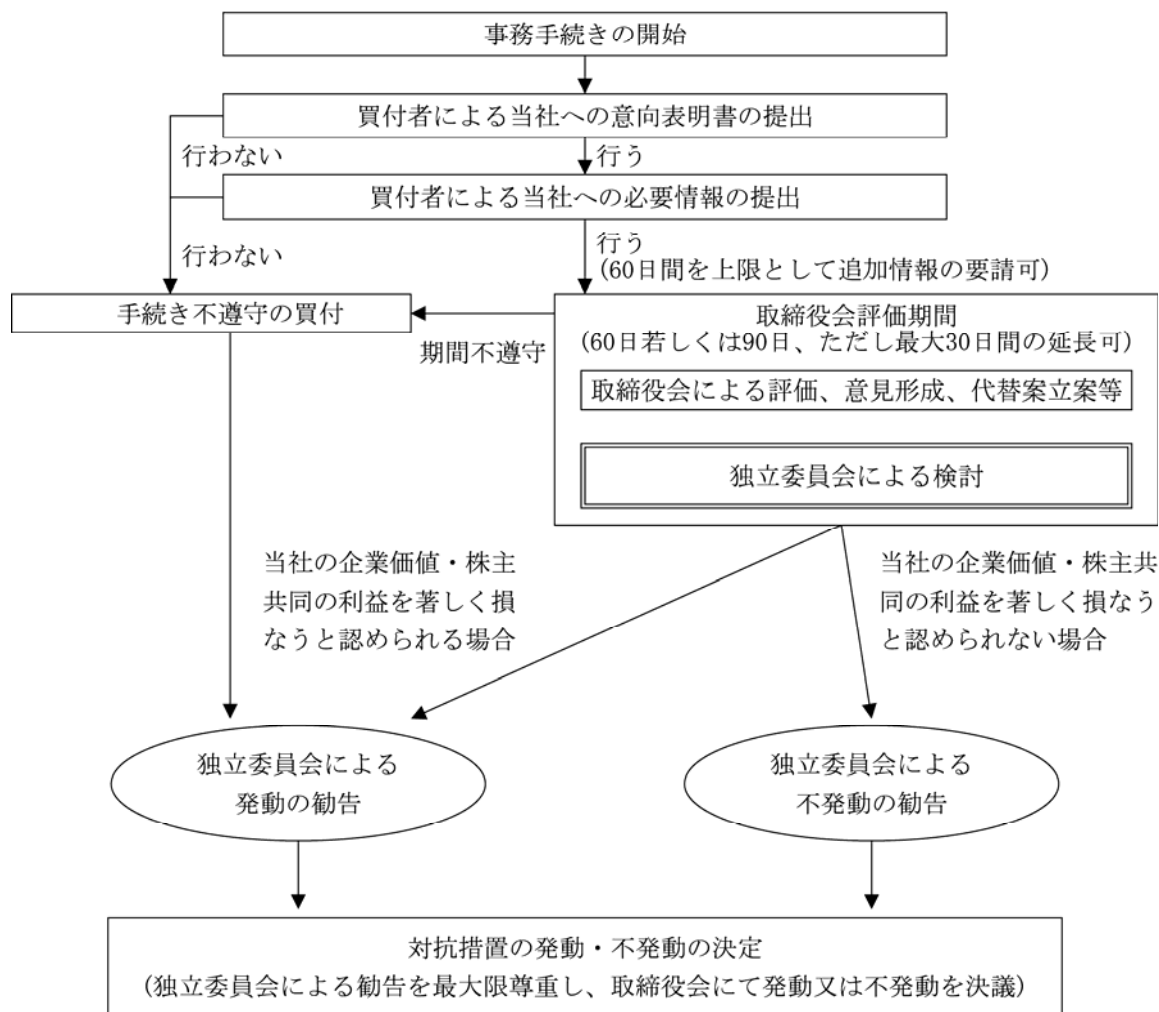 事務手続きの開始
買付者による当社への意向表明書の提出
行わない
行う
買付者による当社への必要情報の提出
行わない
行う
(60日間を上限として追加情報の要請可)
手続き不遵守の買付
期間不遵守
取締役会評価期間
(60日若しくは90日、ただし最大30日間の延長可)
取締役会による評価、意見形成、代替案立案等
独立委員会による検討
当社の企業価値・株主
共同の利益を著しく損
なうと認められる場合
当社の企業価値・株主共
同の利益を著しく損なう
と認められない場合
独立委員会による
発動の勧告
独立委員会による
不発動の勧告
対抗措置の発動・不発動の決定
(独立委員会による勧告を最大限尊重し、取締役会にて発動又は不発動を決議)